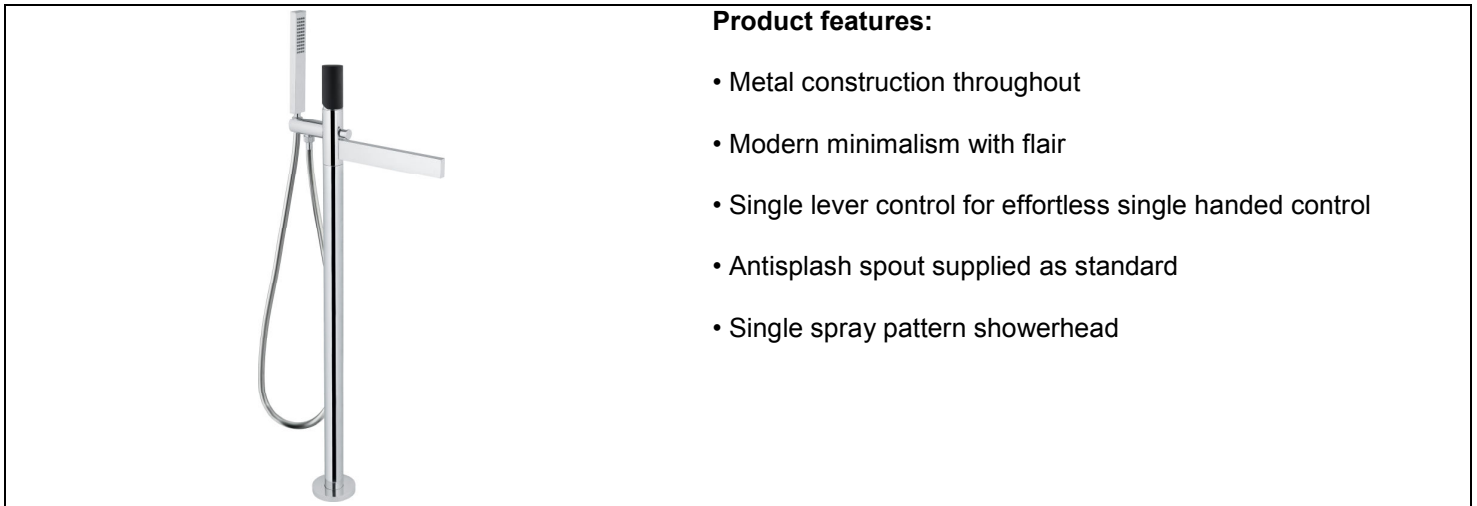 Product features:
• Metal construction throughout
• Modern minimalism with flair
• Single lever control for effortless single handed control
• Antisplash spout supplied as standard
• Single spray pattern showerhead